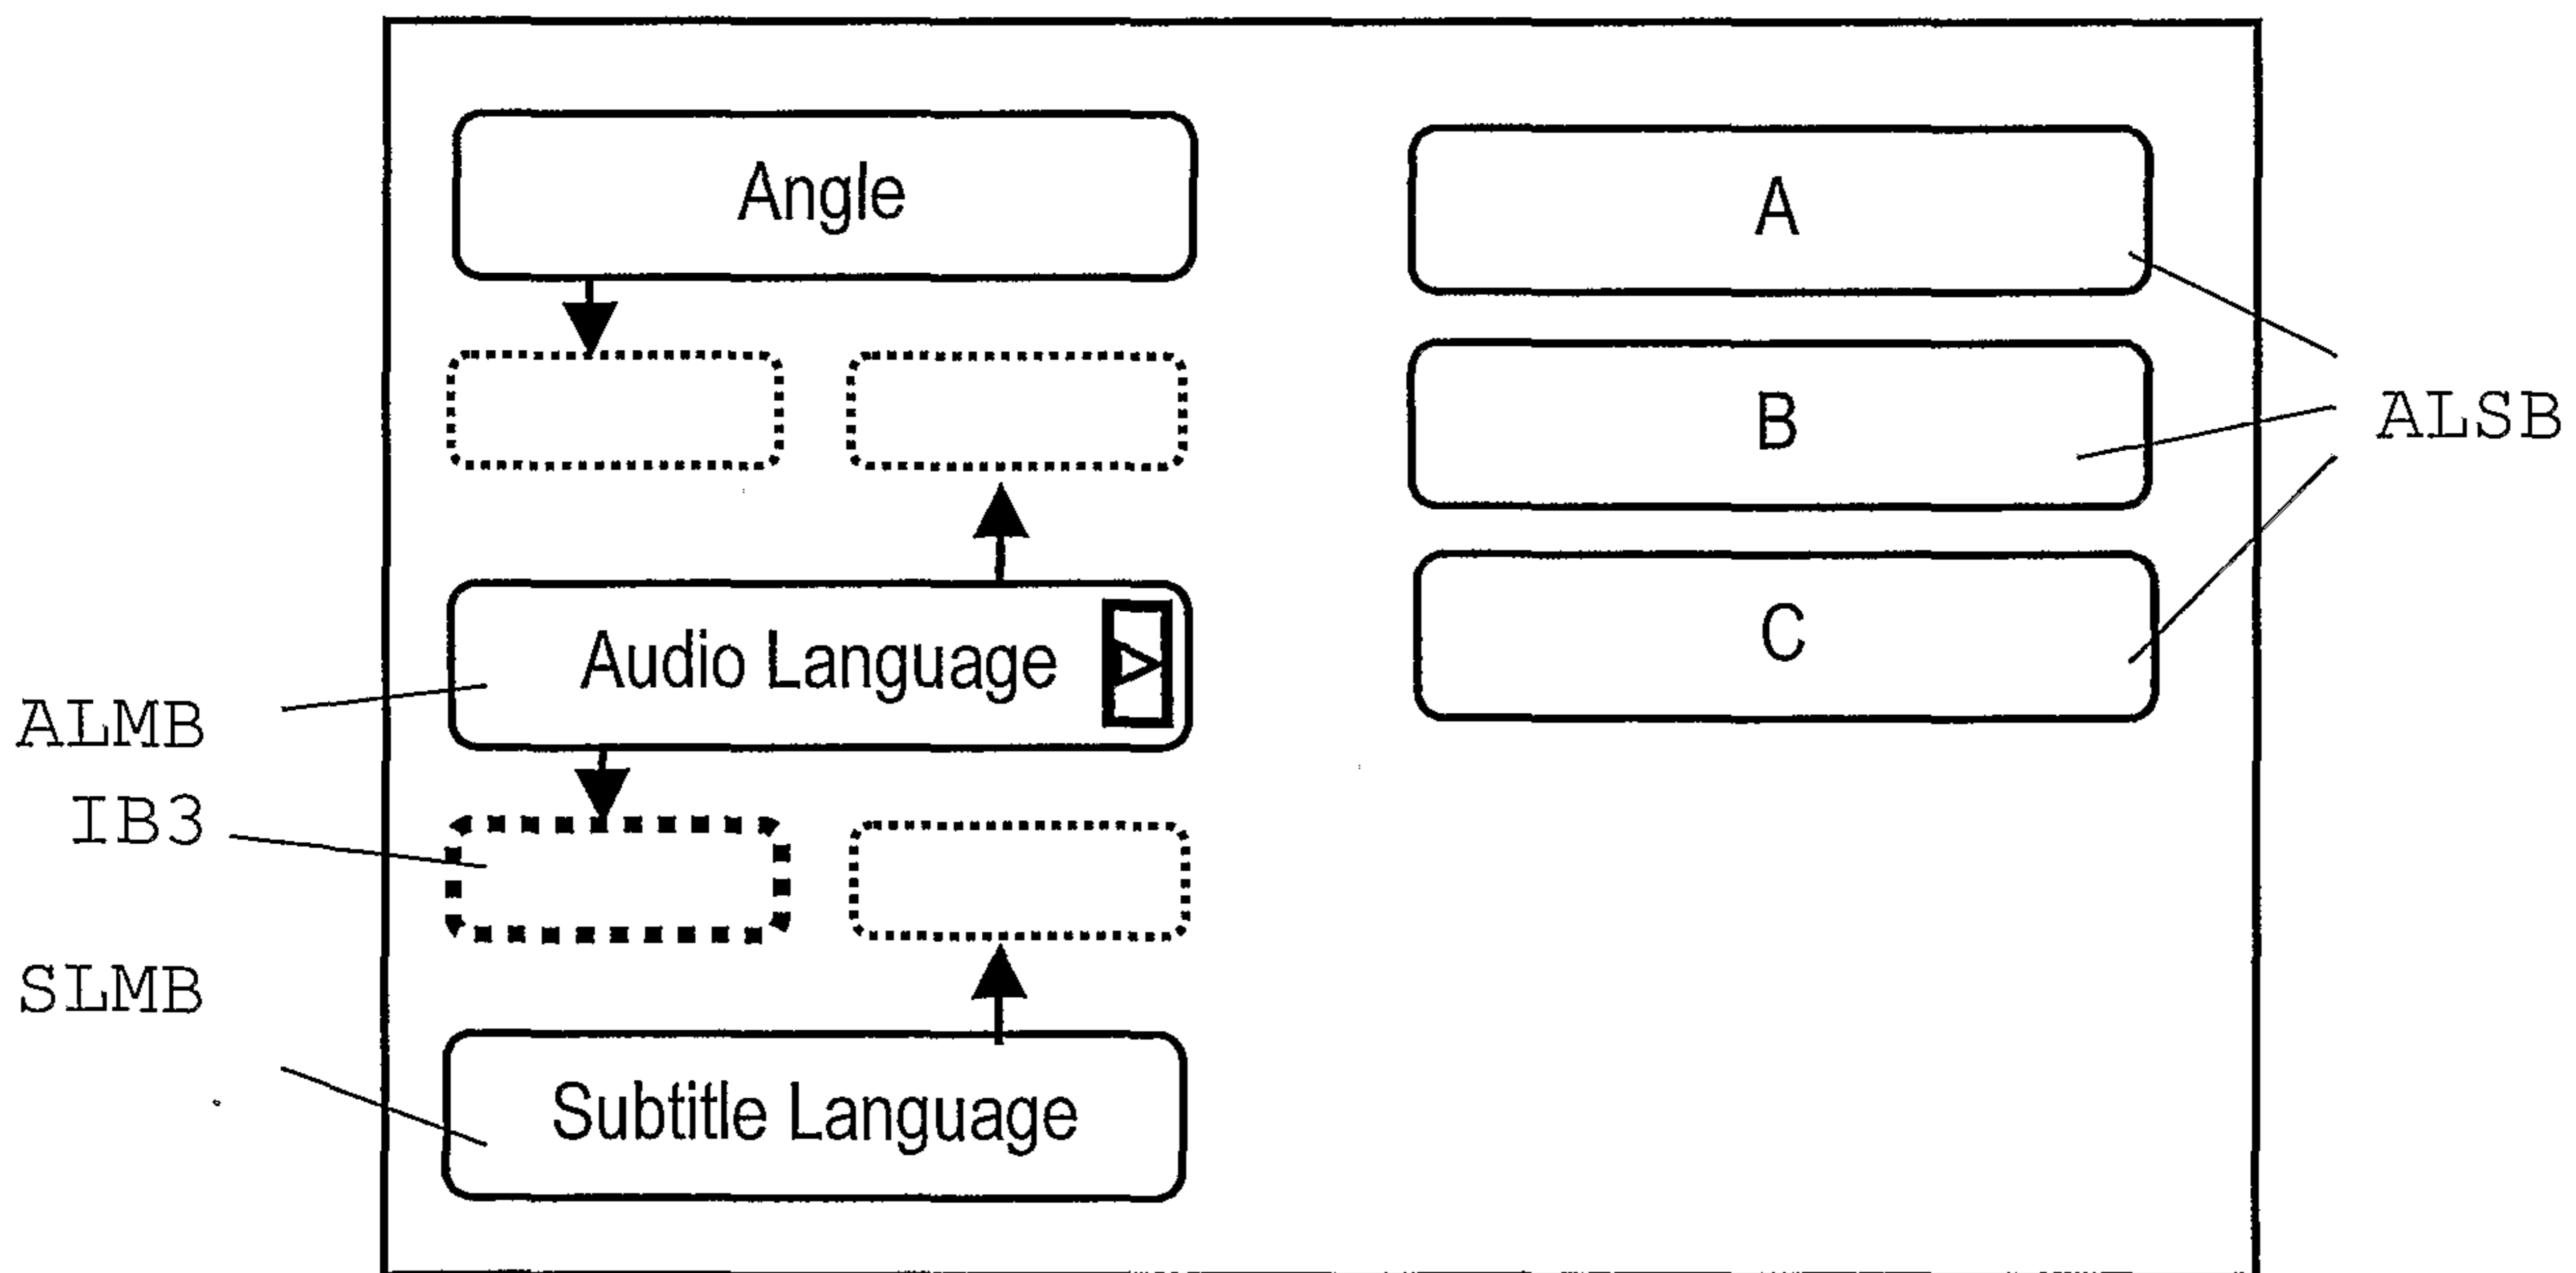 Angle
A
B
ALSB
Audio Language
C
ALMB
IB3
SLMB
Subtitle Language